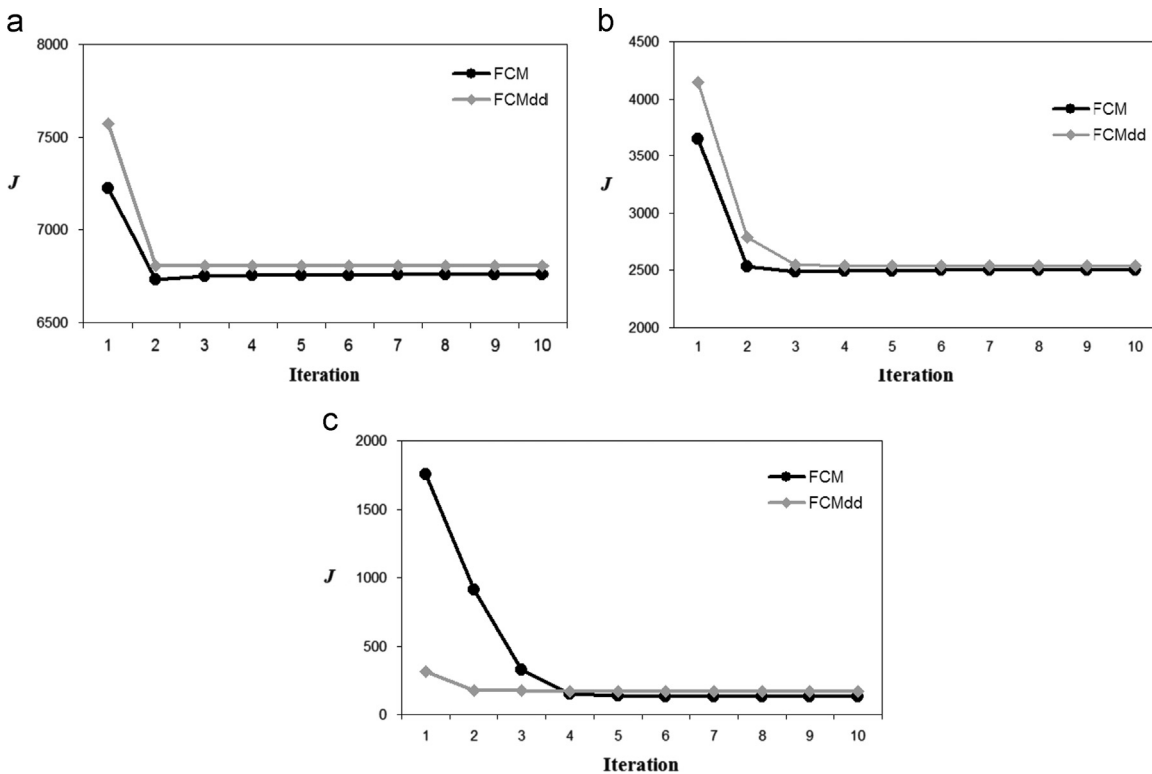 a
8000
7500
7000
6500
J
FCM
FCMdd
1 2 3 4 5 6 7 8 9 10
Iteration
b
4500
4000
3500
3000
2500
2000
J
FCM
FCMdd
1 2 3 4 5 6 7 8 9 10
Iteration
c
2000
1500
1000
500
0
J
FCM
FCMdd
1 2 3 4 5 6 7 8 9 10
Iteration